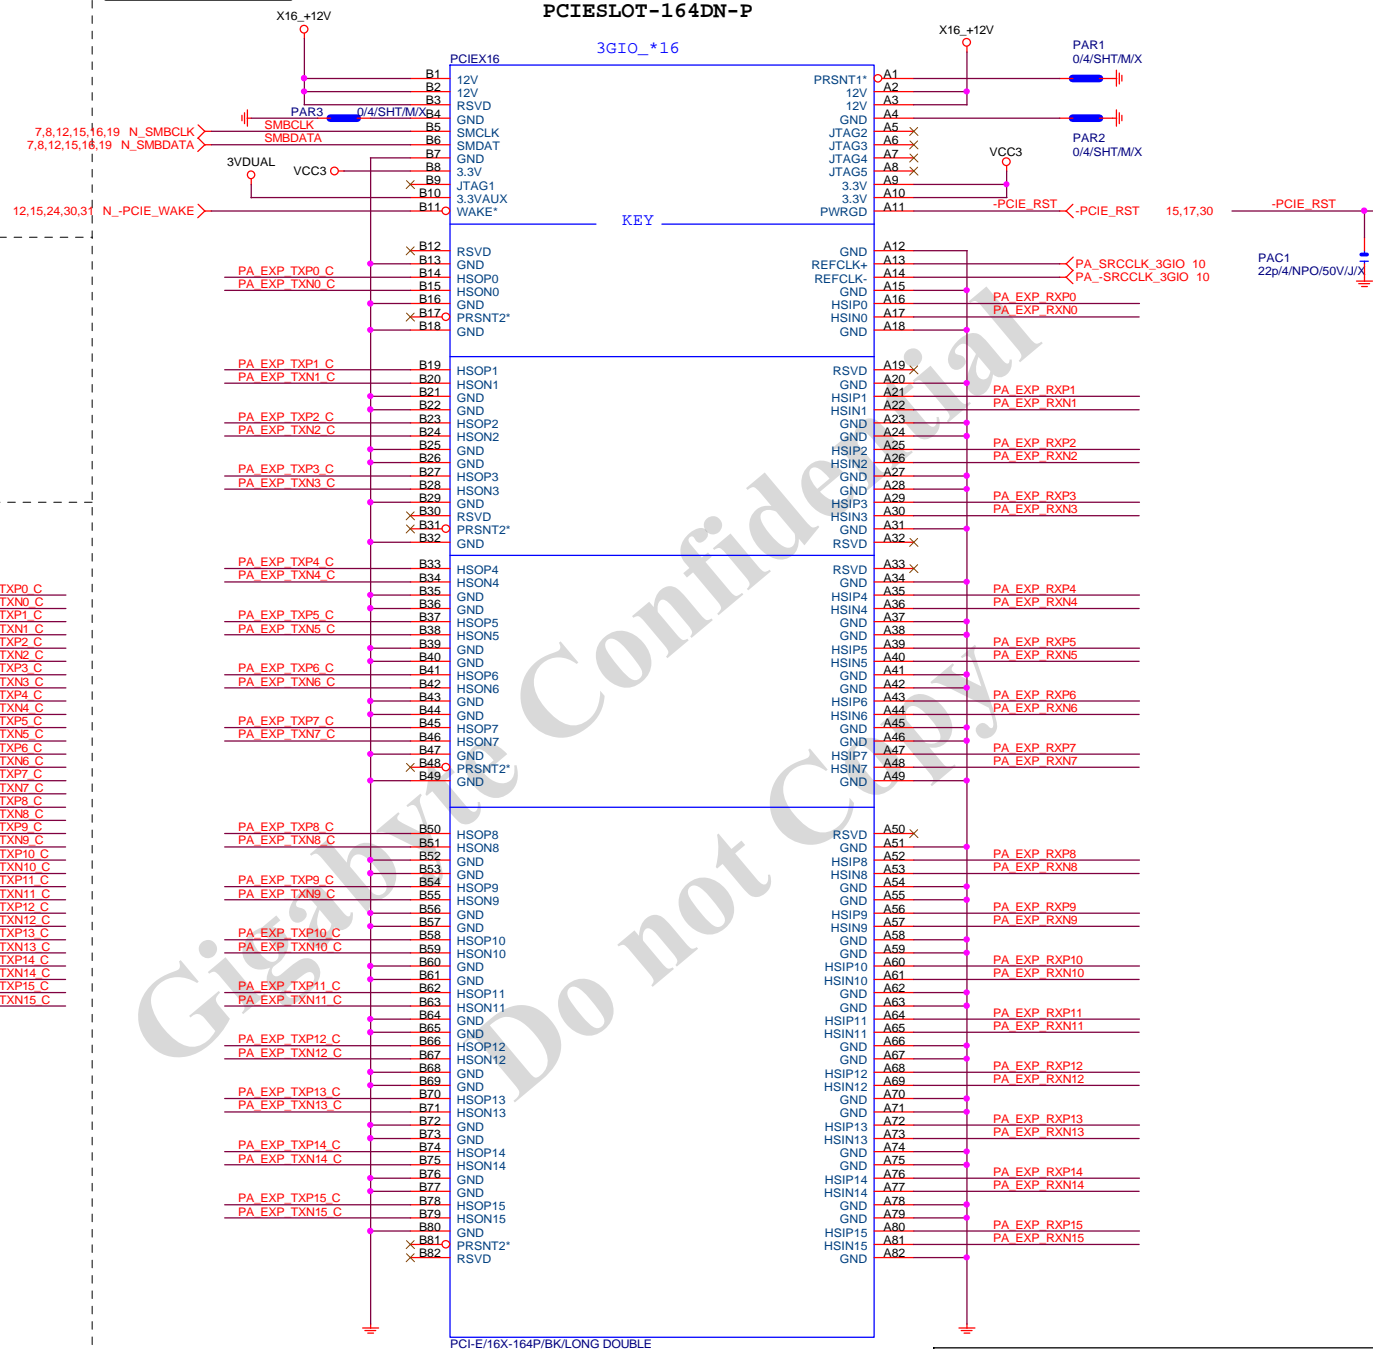 PCIESLOT-164DN-P
X16_+12V
3GIO_*16
X16_+12V
PCIEX16
PAR1
0/4/SHT/M/X
B1 12V PRSNT1* A1
B2 12V 12V A2
B3 RSVD 12V A3
PAR3 0/4/SHT/M/X B4 GND GND A4
7,8,12,15,16,19 N_SMBCLK SMBCLK B5 SMCLK JTAG2 A5
7,8,12,15,16,19 N_SMBDATA SMBDATA B6 SMDAT JTAG3 A6
PAR2
0/4/SHT/M/X
B7 GND JTAG4 A7
3VDUAL VCC3 B8 3.3V JTAG5 A8 VCC3
B9 JTAG1 3.3V A9
B10 3.3VAUX 3.3V A10
12,15,24,30,31 N_-PCIE_WAKE B11 WAKE* PWRGD A11 -PCIE_RST -PCIE_RST 15,17,30 -PCIE_RST
KEY
B12 RSVD GND A12
B13 GND REFCLK+ A13 PA_SRCCLK_3GIO 10
PA_EXP_TXP0_C B14 HSOP0 REFCLK- A14 PA_-SRCCLK_3GIO 10
PAC1
22p/4/NPO/50V/J/X
PA_EXP_TXN0_C B15 HSON0 GND A15
B16 GND HSIP0 A16 PA_EXP_RXP0
B17 PRSNT2* HSIN0 A17 PA_EXP_RXN0
B18 GND GND A18
PA_EXP_TXP1_C B19 HSOP1 RSVD A19
PA_EXP_TXN1_C B20 HSON1 GND A20
B21 GND HSIP1 A21 PA_EXP_RXP1
B22 GND HSIN1 A22 PA_EXP_RXN1
PA_EXP_TXP2_C B23 HSOP2 GND A23
PA_EXP_TXN2_C B24 HSON2 GND A24
B25 GND HSIP2 A25 PA_EXP_RXP2
B26 GND HSIN2 A26 PA_EXP_RXN2
PA_EXP_TXP3_C B27 HSOP3 GND A27
PA_EXP_TXN3_C B28 HSON3 GND A28
B29 GND HSIP3 A29 PA_EXP_RXP3
B30 RSVD HSIN3 A30 PA_EXP_RXN3
B31 PRSNT2* GND A31
B32 GND RSVD A32
PA_EXP_TXP4_C B33 HSOP4 RSVD A33
PA_EXP_TXN4_C B34 HSON4 GND A34
TXP0_C B35 GND HSIP4 A35 PA_EXP_RXP4
TXN0_C B36 GND HSIN4 A36 PA_EXP_RXN4
TXP1_C PA_EXP_TXP5_C B37 HSOP5 GND A37
TXN1_C PA_EXP_TXN5_C B38 HSON5 GND A38
TXP2_C B39 GND HSIP5 A39 PA_EXP_RXP5
TXN2_C B40 GND HSIN5 A40 PA_EXP_RXN5
TXP3_C PA_EXP_TXP6_C B41 HSOP6 GND A41
TXN3_C PA_EXP_TXN6_C B42 HSON6 GND A42
TXP4_C B43 GND HSIP6 A43 PA_EXP_RXP6
TXN4_C B44 GND HSIN6 A44 PA_EXP_RXN6
TXP5_C PA_EXP_TXP7_C B45 HSOP7 GND A45
TXN5_C PA_EXP_TXN7_C B46 HSON7 GND A46
TXP6_C B47 GND HSIP7 A47 PA_EXP_RXP7
TXN6_C B48 PRSNT2* HSIN7 A48 PA_EXP_RXN7
TXP7_C B49 GND GND A49
TXN7_C
TXP8_C
TXN8_C
TXP9_C PA_EXP_TXP8_C B50 HSOP8 RSVD A50
TXN9_C PA_EXP_TXN8_C B51 HSON8 GND A51
TXP10_C B52 GND HSIP8 A52 PA_EXP_RXP8
TXN10_C B53 GND HSIN8 A53 PA_EXP_RXN8
TXP11_C PA_EXP_TXP9_C B54 HSOP9 GND A54
TXN11_C PA_EXP_TXN9_C B55 HSON9 GND A55
TXP12_C B56 GND HSIP9 A56 PA_EXP_RXP9
TXN12_C B57 GND HSIN9 A57 PA_EXP_RXN9
TXP13_C PA_EXP_TXP10_C B58 HSOP10 GND A58
TXN13_C PA_EXP_TXN10_C B59 HSON10 GND A59
TXP14_C B60 GND HSIP10 A60 PA_EXP_RXP10
TXN14_C B61 GND HSIN10 A61 PA_EXP_RXN10
TXP15_C PA_EXP_TXP11_C B62 HSOP11 GND A62
TXN15_C PA_EXP_TXN11_C B63 HSON11 GND A63
B64 GND HSIP11 A64 PA_EXP_RXP11
B65 GND HSIN11 A65 PA_EXP_RXN11
PA_EXP_TXP12_C B66 HSOP12 GND A66
PA_EXP_TXN12_C B67 HSON12 GND A67
B68 GND HSIP12 A68 PA_EXP_RXP12
B69 GND HSIN12 A69 PA_EXP_RXN12
PA_EXP_TXP13_C B70 HSOP13 GND A70
PA_EXP_TXN13_C B71 HSON13 GND A71
B72 GND HSIP13 A72 PA_EXP_RXP13
B73 GND HSIN13 A73 PA_EXP_RXN13
PA_EXP_TXP14_C B74 HSOP14 GND A74
PA_EXP_TXN14_C B75 HSON14 GND A75
B76 GND HSIP14 A76 PA_EXP_RXP14
B77 GND HSIN14 A77 PA_EXP_RXN14
PA_EXP_TXP15_C B78 HSOP15 GND A78
PA_EXP_TXN15_C B79 HSON15 GND A79
B80 GND HSIP15 A80 PA_EXP_RXP15
B81 PRSNT2* HSIN15 A81 PA_EXP_RXN15
B82 RSVD GND A82
PCI-E/16X-164P/BK/LONG DOUBLE
Gigabyte Confidential
Do not Copy